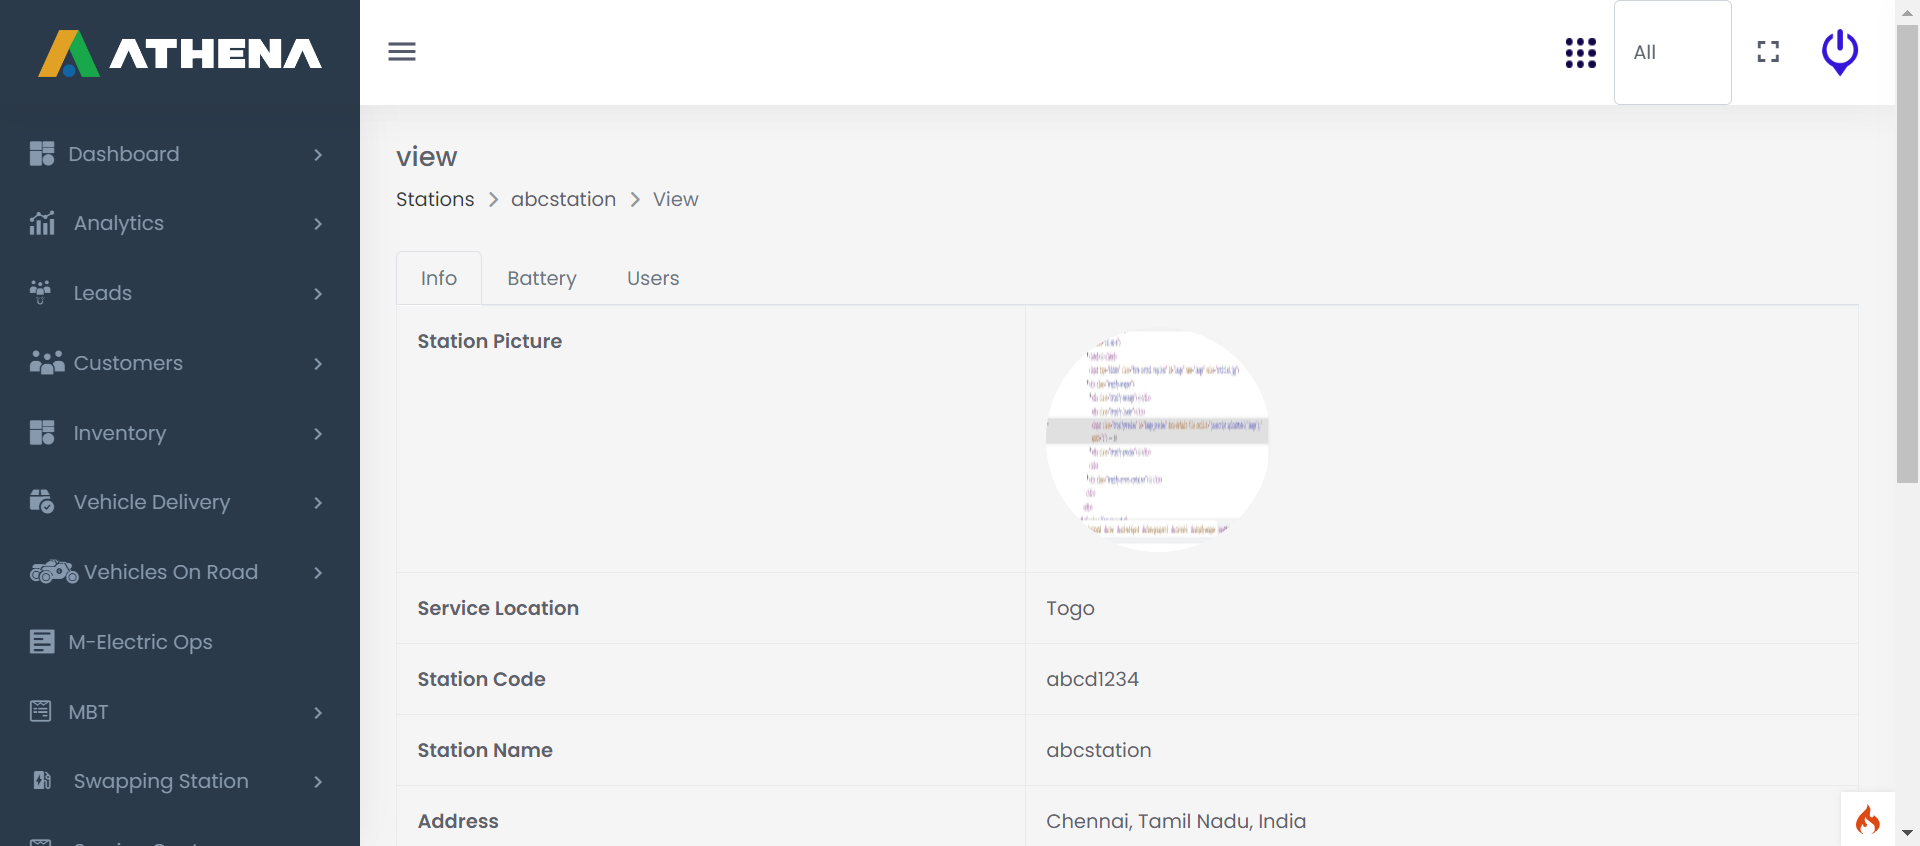 ATHENA
All
Dashboard
Analytics
Leads
Customers
Inventory
Vehicle Delivery
Vehicles On Road
M-Electric Ops
MBT
Swapping Station
view
Stations > abcstation > View
Info Battery Users
Station Picture
Service Location Togo
Station Code abcd1234
Station Name abcstation
Address Chennai, Tamil Nadu, India